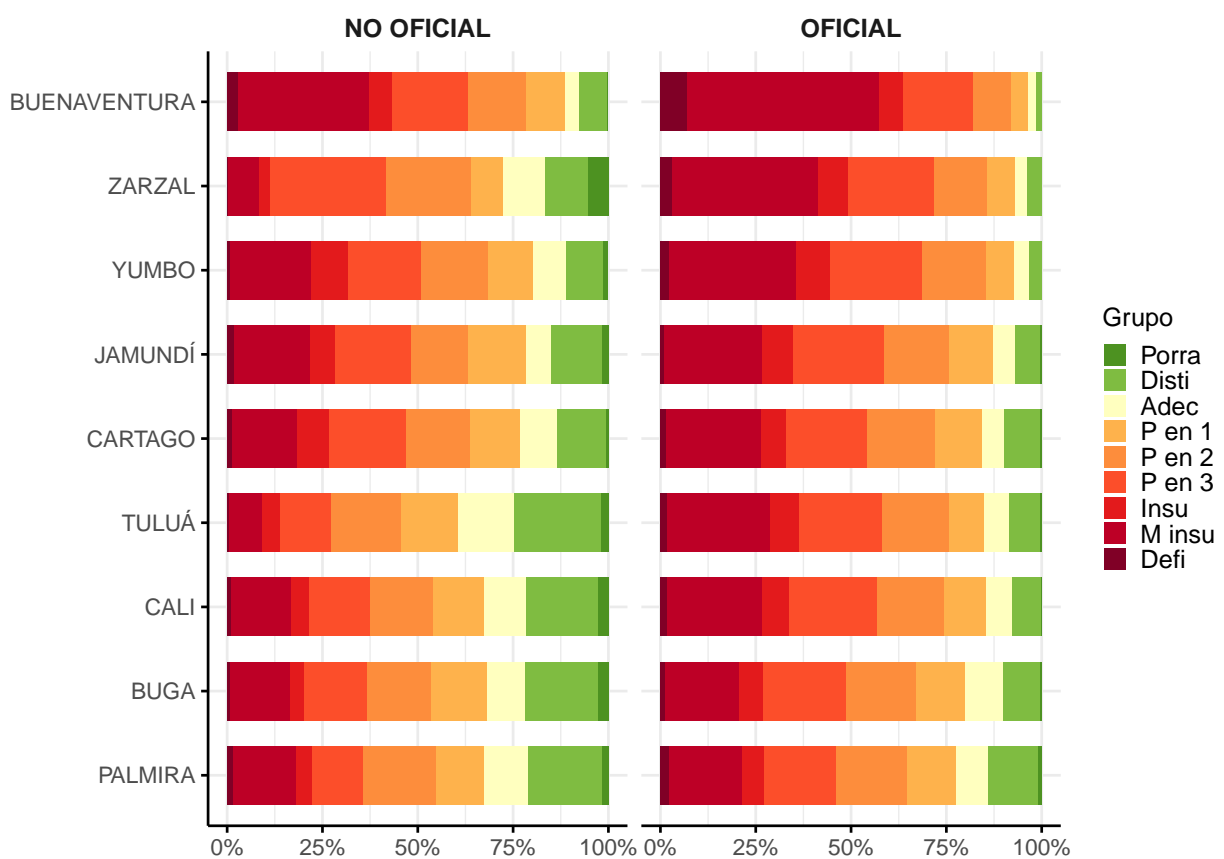 NO OFICIAL
OFICIAL
BUENAVENTURA
ZARZAL
YUMBO
JAMUNDÍ
CARTAGO
TULUÁ
CALI
BUGA
PALMIRA
0% 25% 50% 75% 100% 0% 25% 50% 75% 100%
Grupo
Porra
Disti
Adec
P en 1
P en 2
P en 3
Insu
M insu
Defi